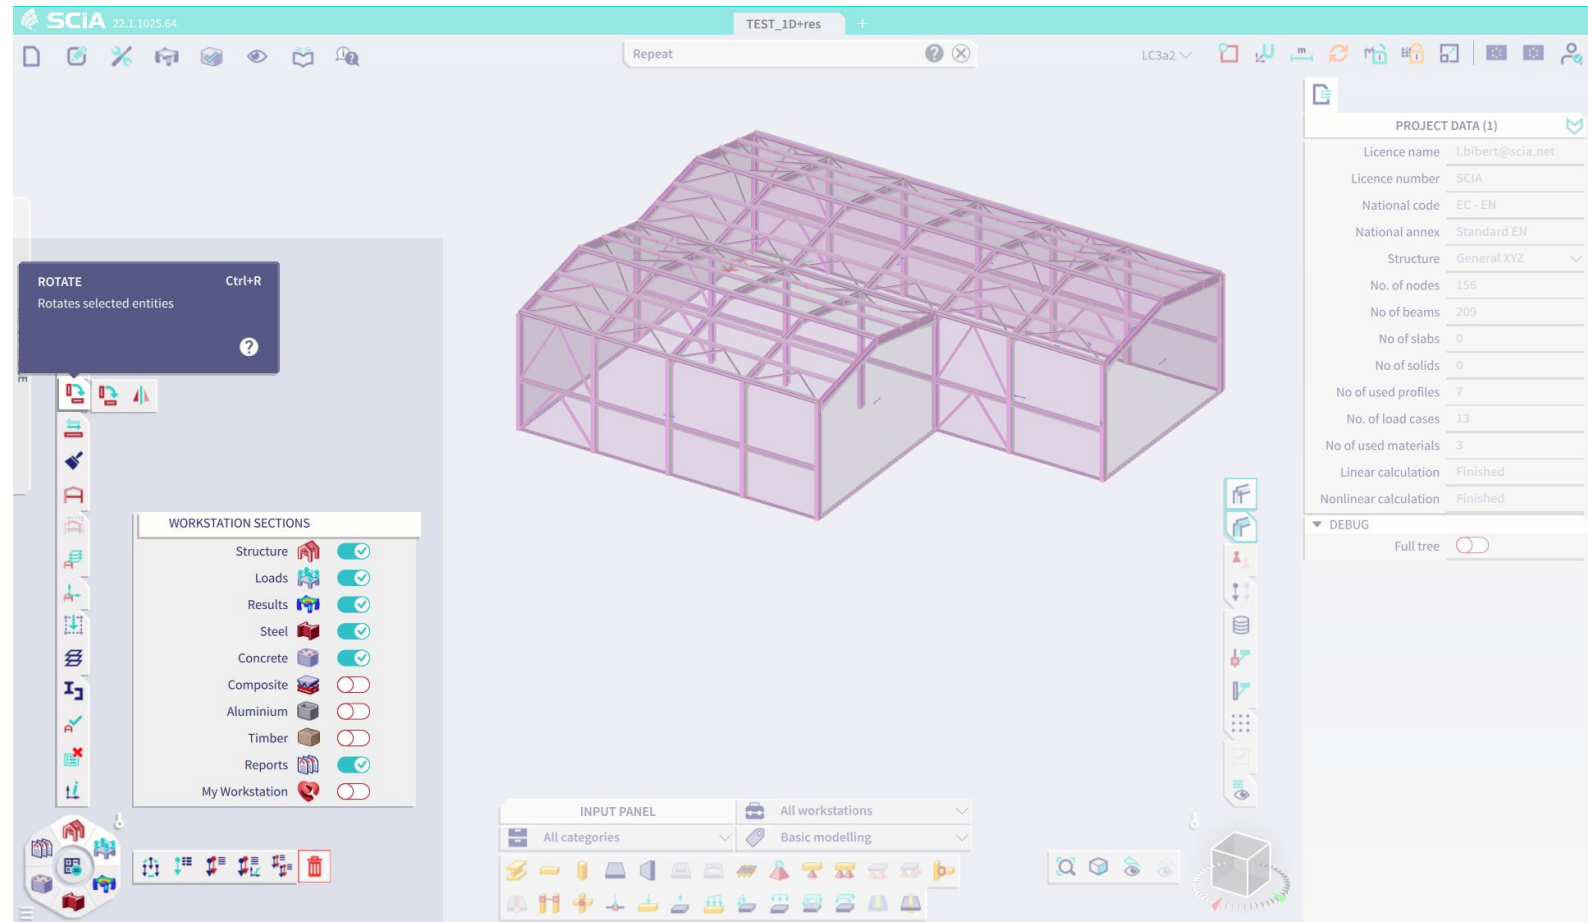 SCiA 22.1.1025.64
TEST_1D+res +
Repeat
LC3a2
PROJECT DATA (1)
Licence name l.bibert@scia.net
Licence number SCIA
National code EC - EN
National annex Standard EN
Structure General XYZ
No. of nodes 156
No of beams 209
No of slabs 0
No of solids 0
No of used profiles 7
No. of load cases 13
No of used materials 3
Linear calculation Finished
Nonlinear calculation Finished
DEBUG
Full tree
ROTATE Ctrl+R
Rotates selected entities
WORKSTATION SECTIONS
Structure
Loads
Results
Steel
Concrete
Composite
Aluminium
Timber
Reports
My Workstation
INPUT PANEL All workstations
All categories Basic modelling